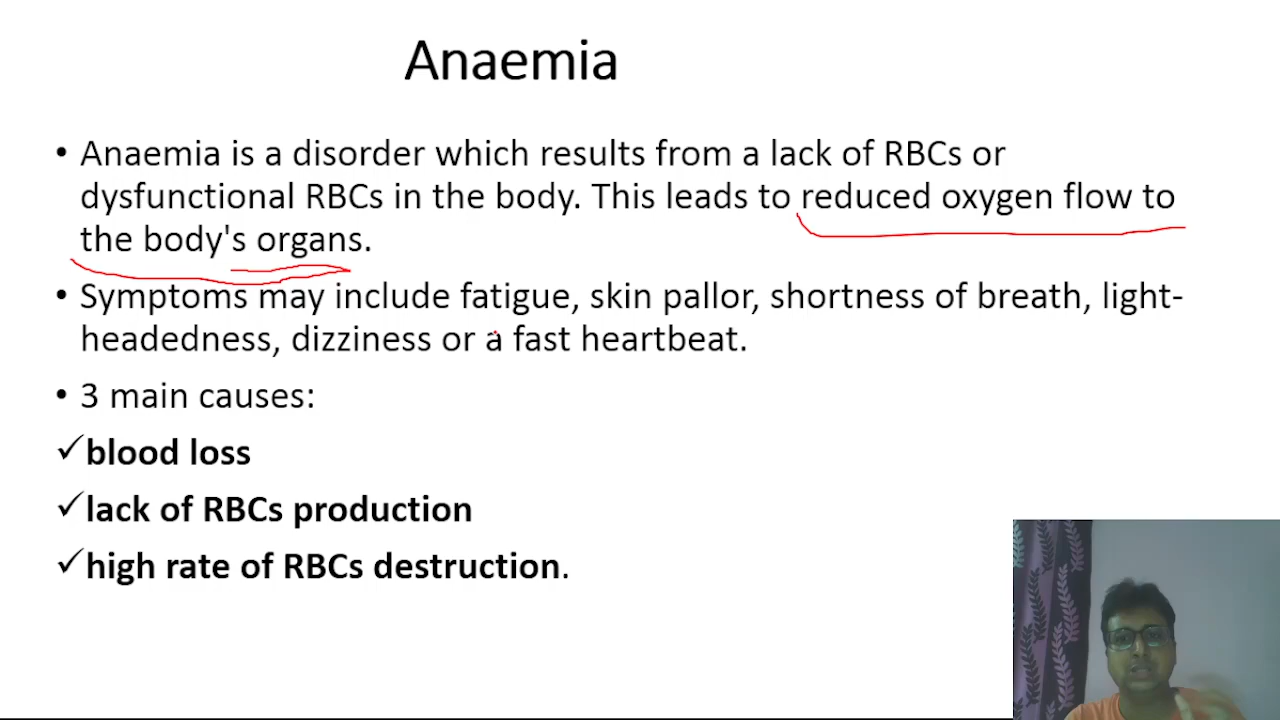 Anaemia
• Anaemia is a disorder which results from a lack of RBCs or
dysfunctional RBCs in the body. This leads to reduced oxygen flow to
the body's organs.
• Symptoms may include fatigue, skin pallor, shortness of breath, light-
headedness, dizziness or a fast heartbeat.
• 3 main causes:
✓blood loss
✓lack of RBCs production
✓high rate of RBCs destruction.